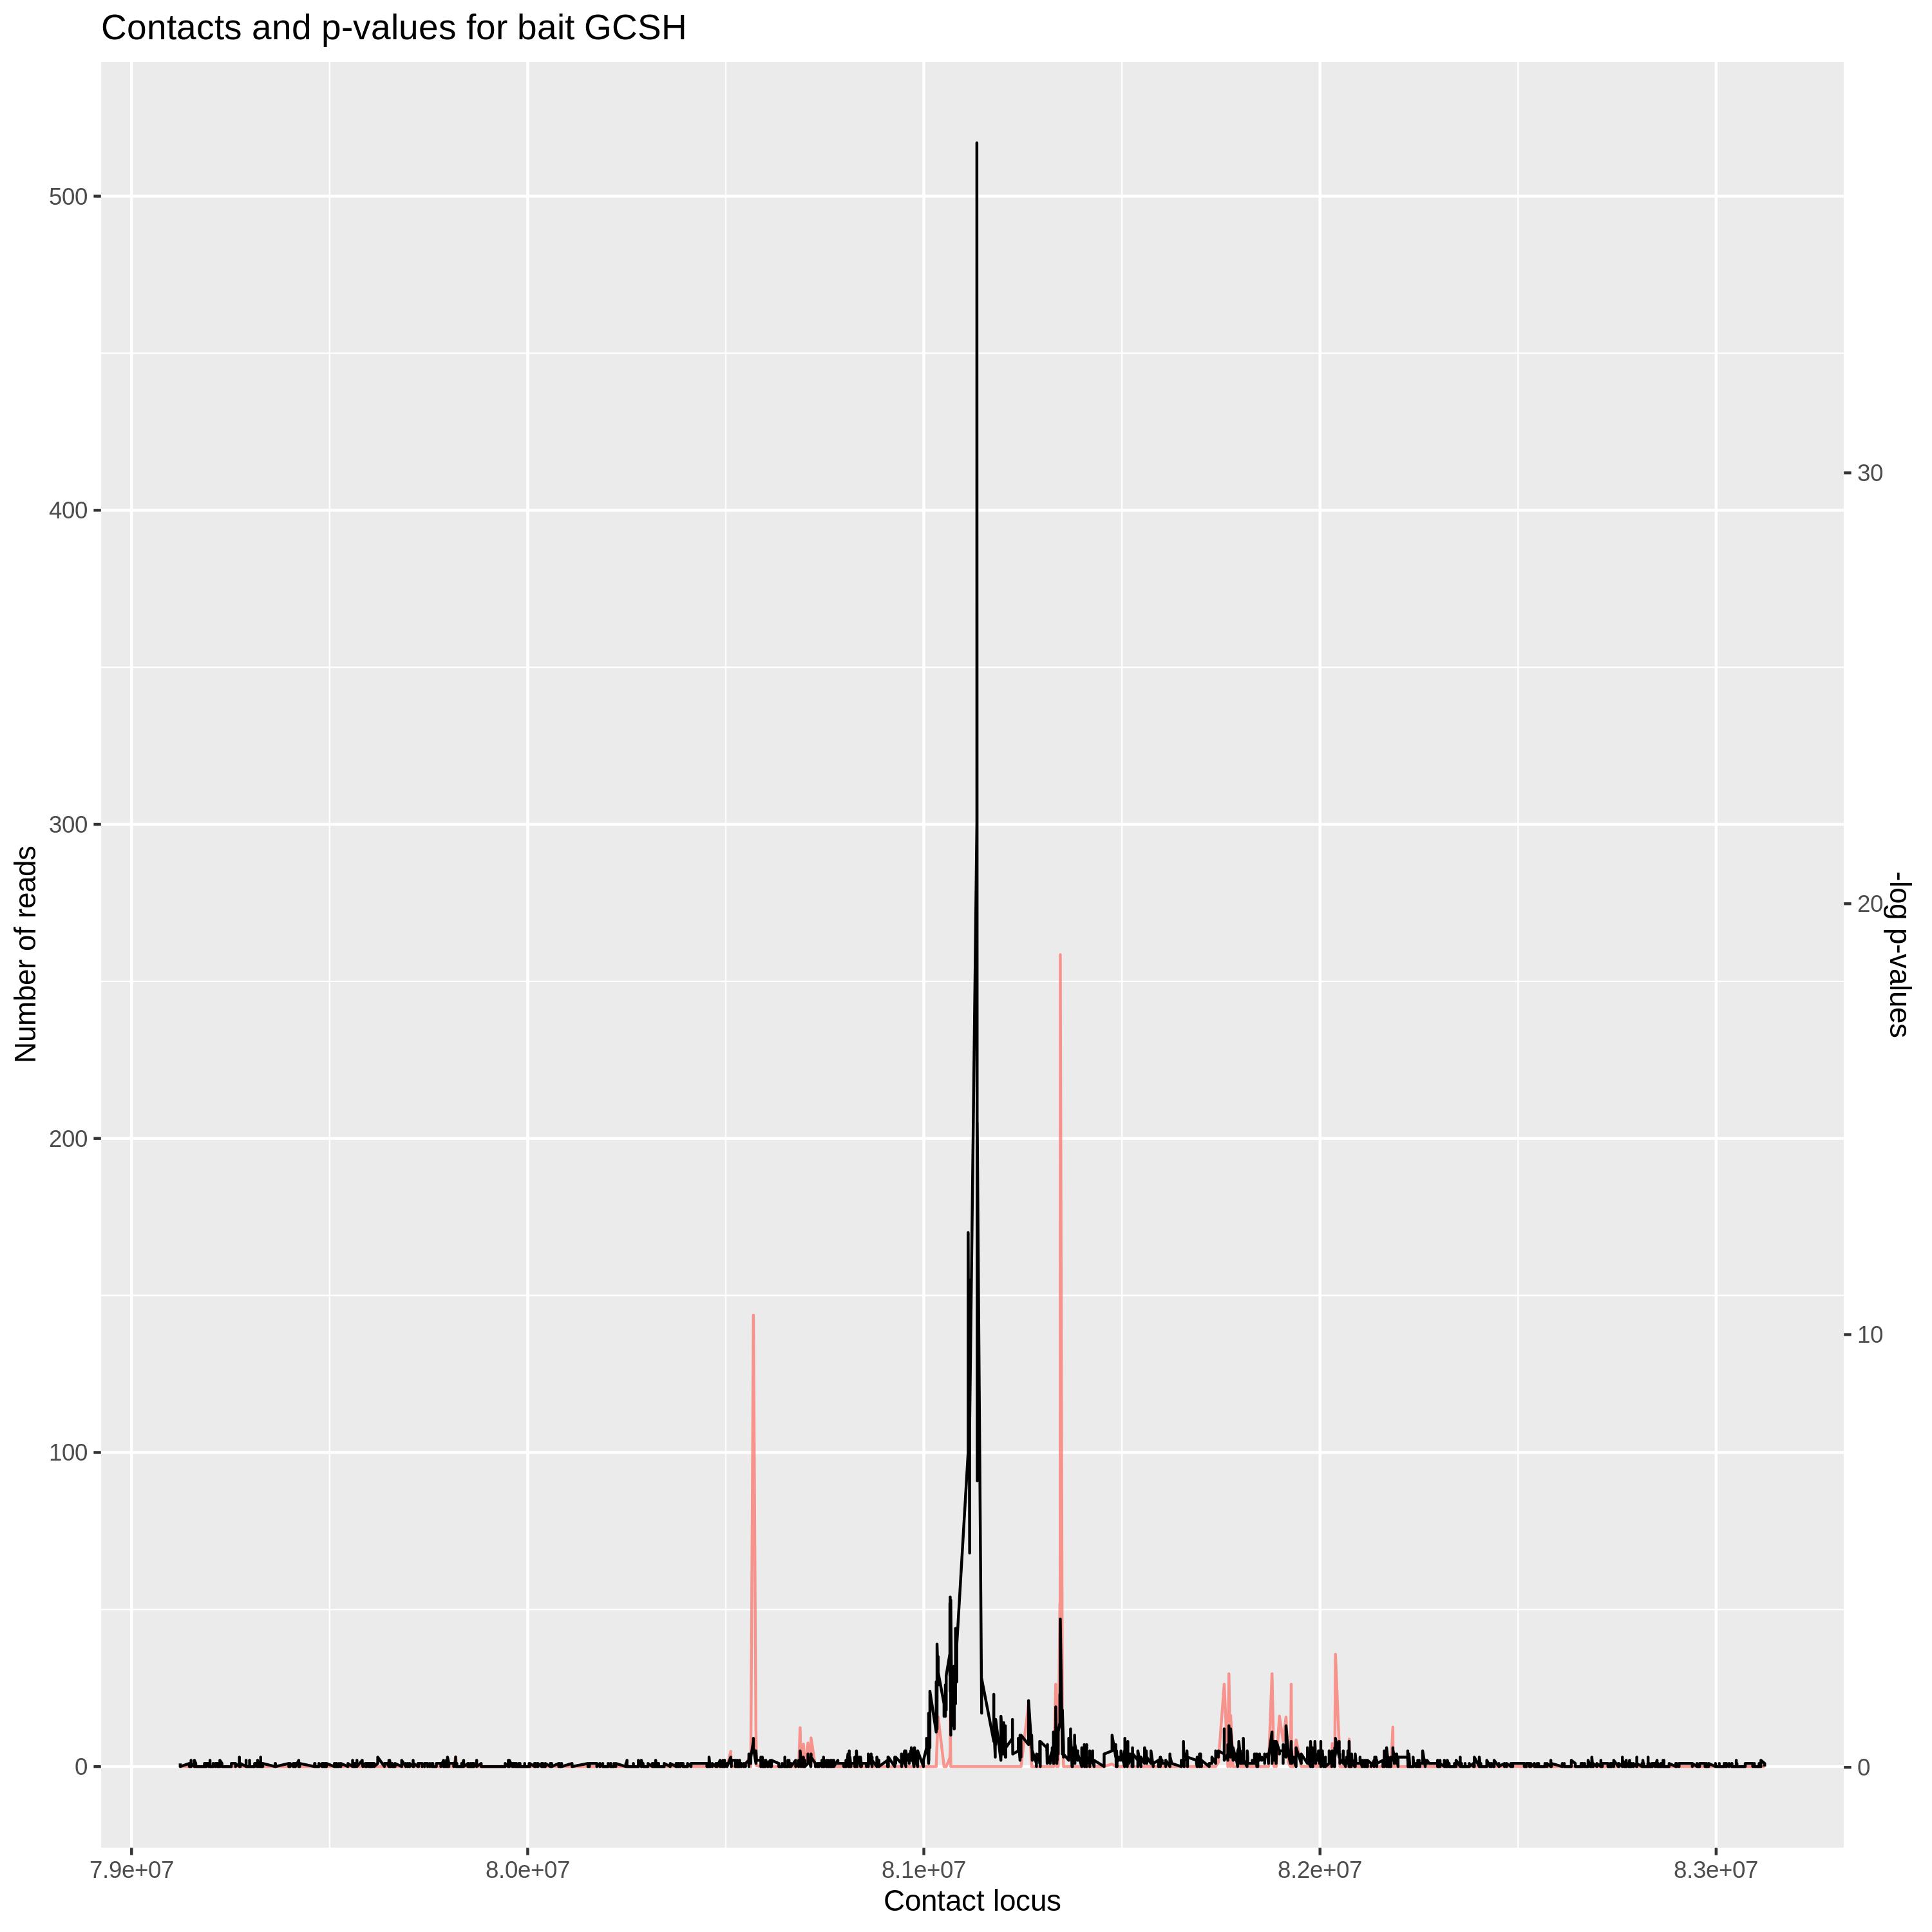 Contacts and p-values for bait GCSH
500
400
300
200
100
0
Number of reads
30
20
10
0
-log p-values
7.9e+07 8.0e+07 8.1e+07 8.2e+07 8.3e+07
Contact locus